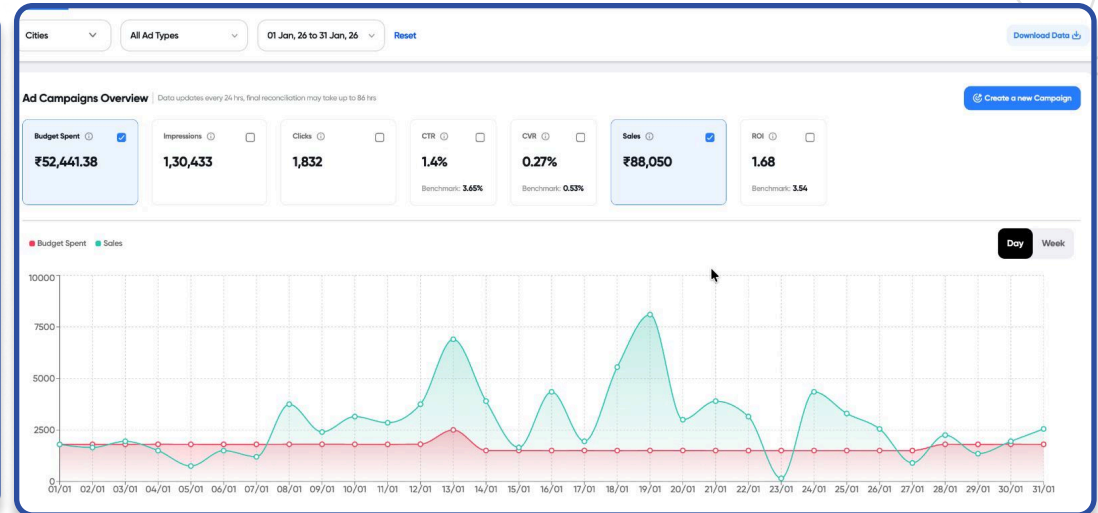 Cities
All Ad Types
01 Jan, 26 to 31 Jan, 26
Reset
Download Data
Ad Campaigns Overview
Data updates every 24 hrs, final reconciliation may take up to 86 hrs
Create a new Campaign
Budget Spent
₹52,441.38
Impressions
1,30,433
Clicks
1,832
CTR
1.4%
Benchmark: 3.65%
CVR
0.27%
Benchmark: 0.53%
Sales
₹88,050
ROI
1.68
Benchmark: 3.54
Budget Spent
Sales
Day
Week
10000
7500
5000
2500
0
01/01 02/01 03/01 04/01 05/01 06/01 07/01 08/01 09/01 10/01 11/01 12/01 13/01 14/01 15/01 16/01 17/01 18/01 19/01 20/01 21/01 22/01 23/01 24/01 25/01 26/01 27/01 28/01 29/01 30/01 31/01